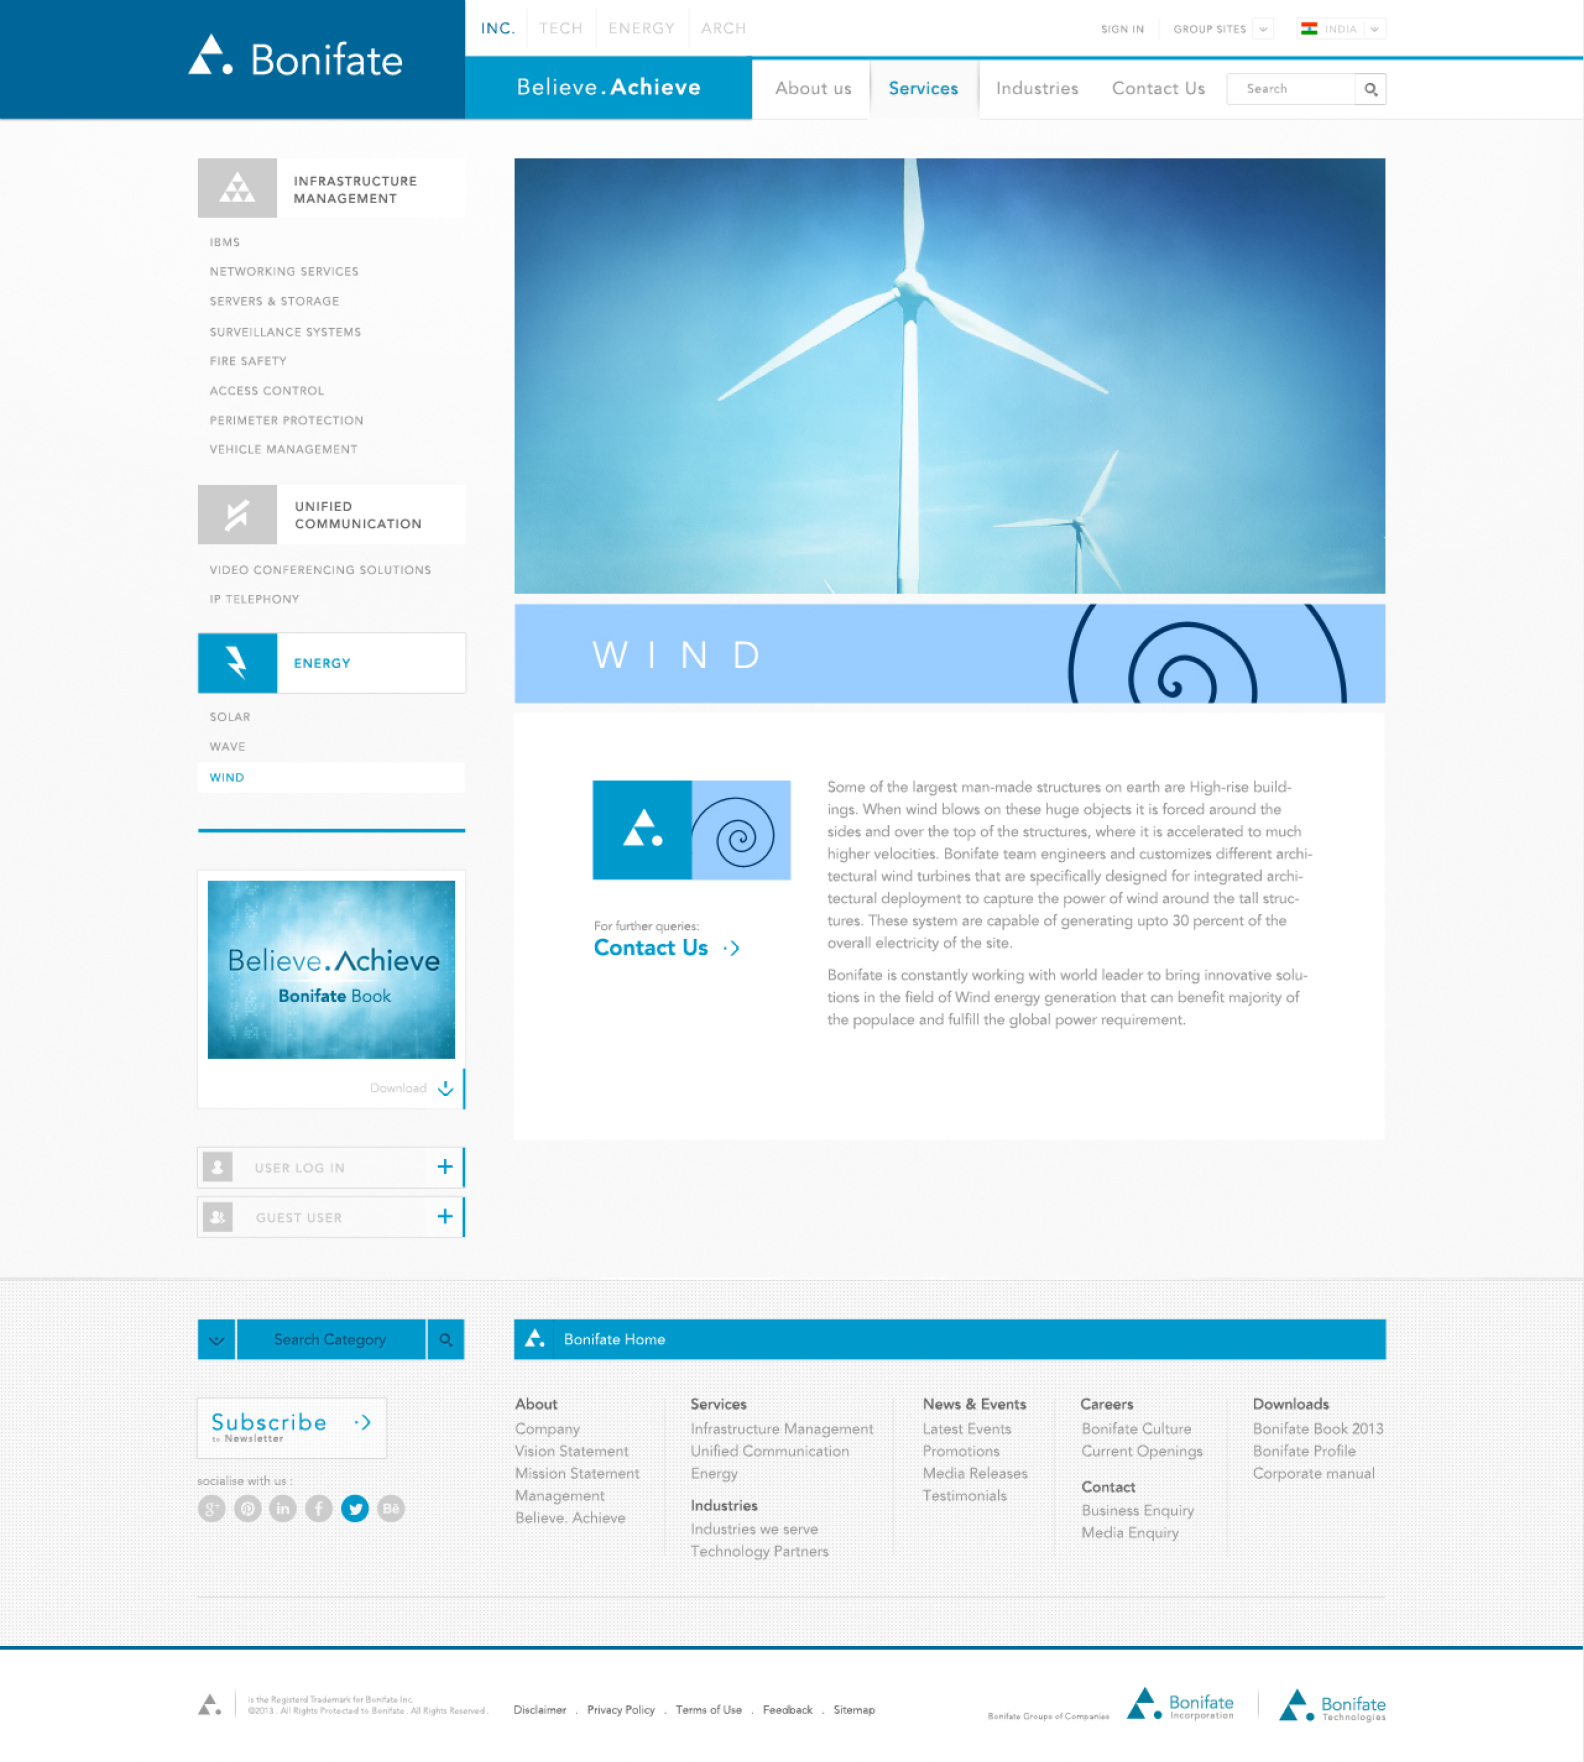 Bonifate
INC.
TECH
ENERGY
ARCH
SIGN IN
GROUP SITES
INDIA
Believe.Achieve
About us
Services
Industries
Contact Us
Search
INFRASTRUCTURE
MANAGEMENT
IBMS
NETWORKING SERVICES
SERVERS & STORAGE
SURVEILLANCE SYSTEMS
FIRE SAFETY
ACCESS CONTROL
PERIMETER PROTECTION
VEHICLE MANAGEMENT
UNIFIED
COMMUNICATION
VIDEO CONFERENCING SOLUTIONS
IP TELEPHONY
ENERGY
SOLAR
WAVE
WIND
Believe.Achieve
Bonifate Book
Download
USER LOG IN
GUEST USER
WIND
For further queries:
Contact Us
Some of the largest man-made structures on earth are High-rise build-
ings. When wind blows on these huge objects it is forced around the
sides and over the top of the structures, where it is accelerated to much
higher velocities. Bonifate team engineers and customizes different archi-
tectural wind turbines that are specifically designed for integrated archi-
tectural deployment to capture the power of wind around the tall struc-
tures. These system are capable of generating upto 30 percent of the
overall electricity of the site.
Bonifate is constantly working with world leader to bring innovative solu-
tions in the field of Wind energy generation that can benefit majority of
the populace and fulfill the global power requirement.
Search Category
Bonifate Home
Subscribe
to Newsletter
socialise with us :
g+
in
f
Bē
About
Company
Vision Statement
Mission Statement
Management
Believe. Achieve
Services
Infrastructure Management
Unified Communication
Energy
Industries
Industries we serve
Technology Partners
News & Events
Latest Events
Promotions
Media Releases
Testimonials
Careers
Bonifate Culture
Current Openings
Contact
Business Enquiry
Media Enquiry
Downloads
Bonifate Book 2013
Bonifate Profile
Corporate manual
is the Registerd Trademark for Bonifate Inc.
©2013 . All Rights Protected to Bonifate . All Rights Reserved .
Disclaimer . Privacy Policy . Terms of Use . Feedback . Sitemap
Bonifate Groups of Companies
Bonifate
Incorporation
Bonifate
Technologies